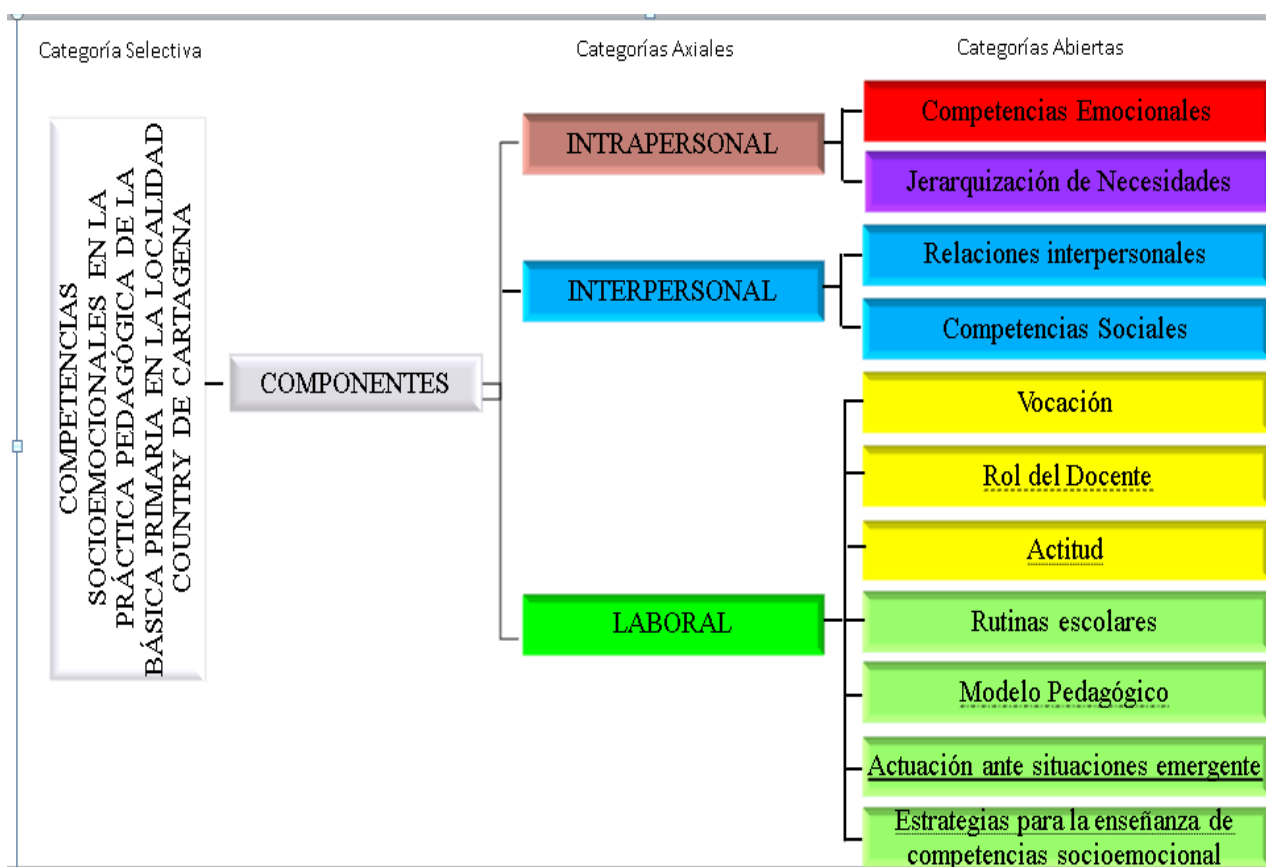 Categoría Selectiva
Categorías Axiales
Categorías Abiertas
COMPETENCIAS
SOCIOEMOCIONALES EN LA
PRÁCTICA PEDAGÓGICA DE LA
BÁSICA PRIMARIA EN LA LOCALIDAD
COUNTRY DE CARTAGENA
COMPONENTES
INTRAPERSONAL
Competencias Emocionales
Jerarquización de Necesidades
INTERPERSONAL
Relaciones interpersonales
Competencias Sociales
LABORAL
Vocación
Rol del Docente
Actitud
Rutinas escolares
Modelo Pedagógico
Actuación ante situaciones emergente
Estrategias para la enseñanza de
competencias socioemocional